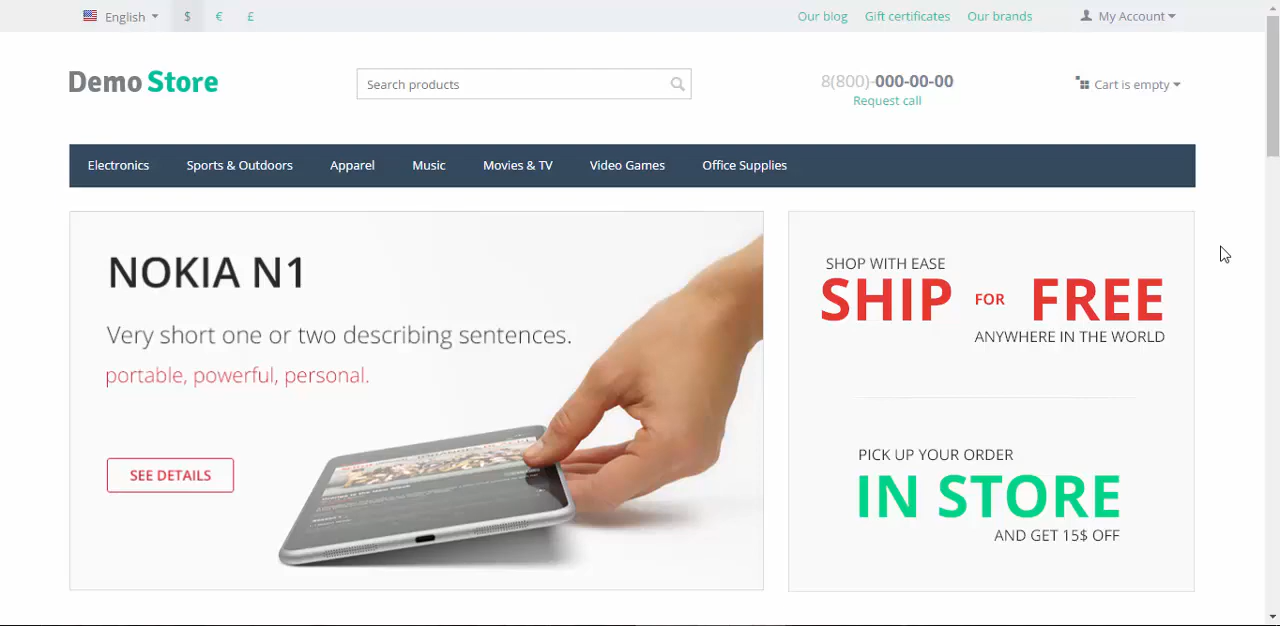 English $ € £ Our blog Gift certificates Our brands My Account
Demo Store Search products 8(800)-000-00-00 Cart is empty
Request call
Electronics Sports & Outdoors Apparel Music Movies & TV Video Games Office Supplies
NOKIA N1
Very short one or two describing sentences.
portable, powerful, personal.
SEE DETAILS
SHOP WITH EASE
SHIP FOR FREE
ANYWHERE IN THE WORLD
PICK UP YOUR ORDER
IN STORE
AND GET 15$ OFF